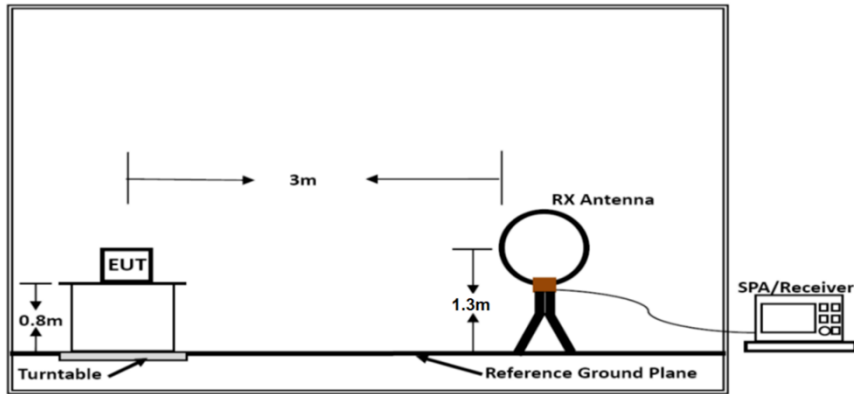 3m
RX Antenna
EUT
SPA/Receiver
0.8m
1.3m
Turntable
Reference Ground Plane